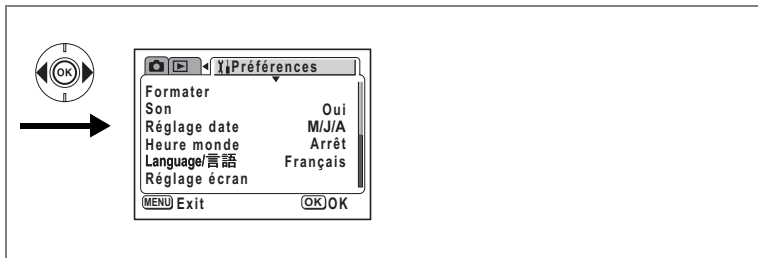 OK
Préférences
Formater
Son Oui
Réglage date M/J/A
Heure monde Arrêt
Language/言語 Français
Réglage écran
MENU Exit OK OK